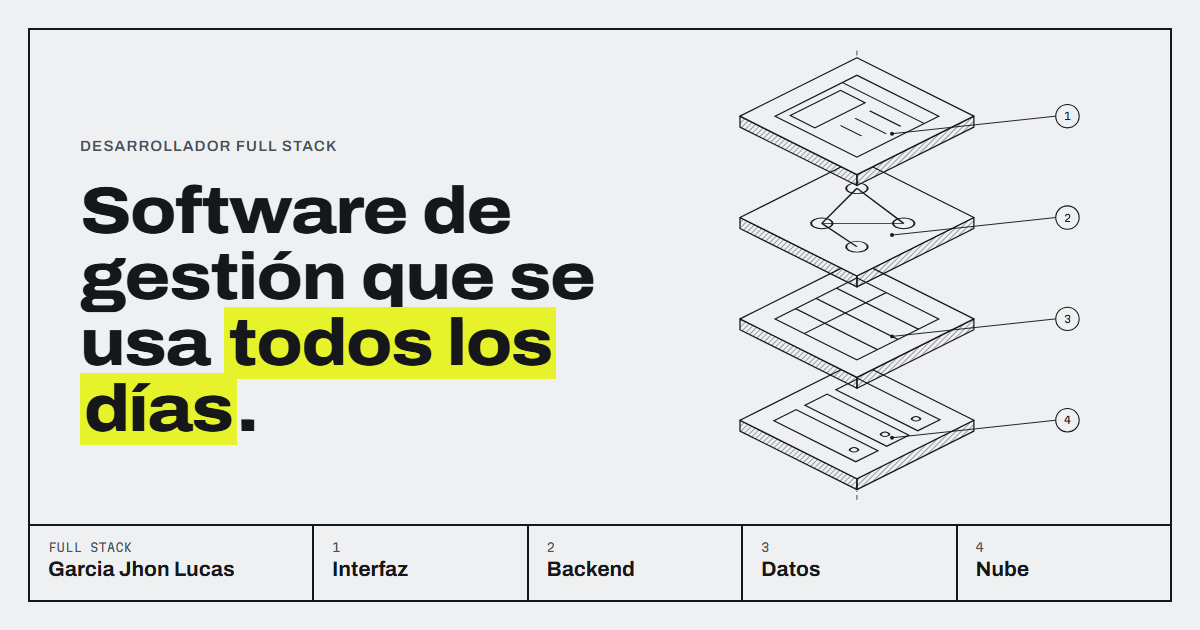 DESARROLLADOR FULL STACK
Software de
gestión que se
usa todos los
días.
1
2
3
4
FULL STACK
Garcia Jhon Lucas
1
Interfaz
2
Backend
3
Datos
4
Nube